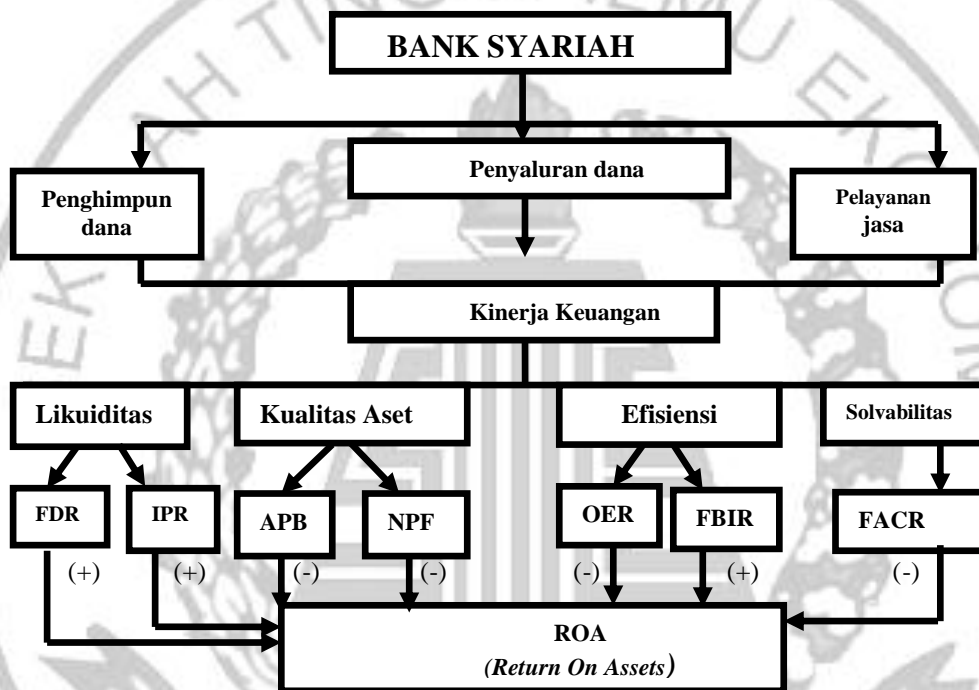 BANK SYARIAH
Penghimpun
dana
Penyaluran dana
Pelayanan
jasa
Kinerja Keuangan
Likuiditas
Kualitas Aset
Efisiensi
Solvabilitas
FDR
IPR
APB
NPF
OER
FBIR
FACR
(+)
(+)
(-)
(-)
(-)
(+)
(-)
ROA
(Return On Assets)